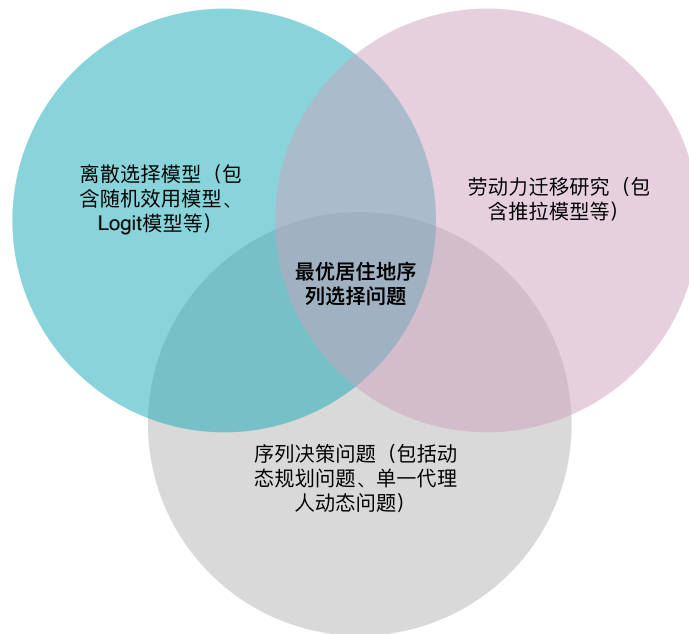 离散选择模型（包
含随机效用模型、
Logit模型等）
劳动力迁移研究（包
含推拉模型等）
最优居住地序
列选择问题
序列决策问题（包括动
态规划问题、单一代理
人动态问题）